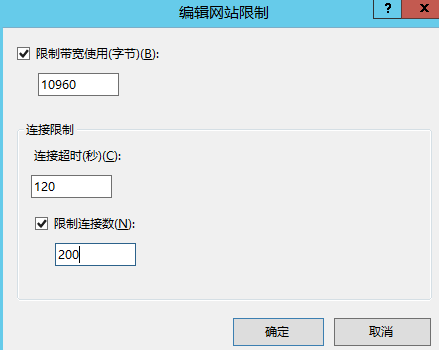 编辑网站限制
? x
限制带宽使用(字节)(B):
10960
连接限制
连接超时(秒)(C):
120
限制连接数(N):
200
确定 取消